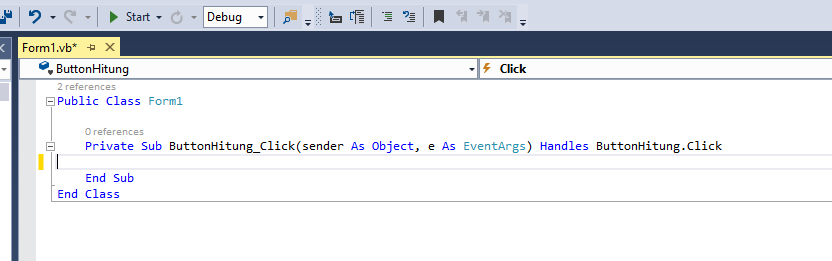 Start Debug
Form1.vb*
ButtonHitung Click
2 references
Public Class Form1
0 references
Private Sub ButtonHitung_Click(sender As Object, e As EventArgs) Handles ButtonHitung.Click
End Sub
End Class